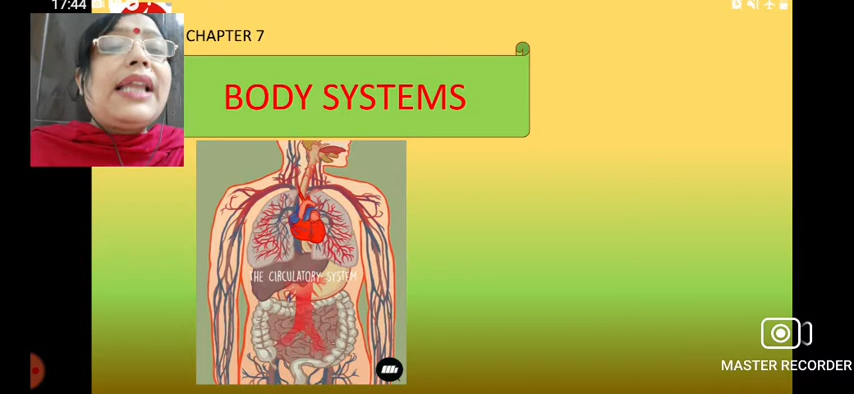 17:44
CHAPTER 7
BODY SYSTEMS
THE CIRCULATORY SYSTEM
MASTER RECORDER